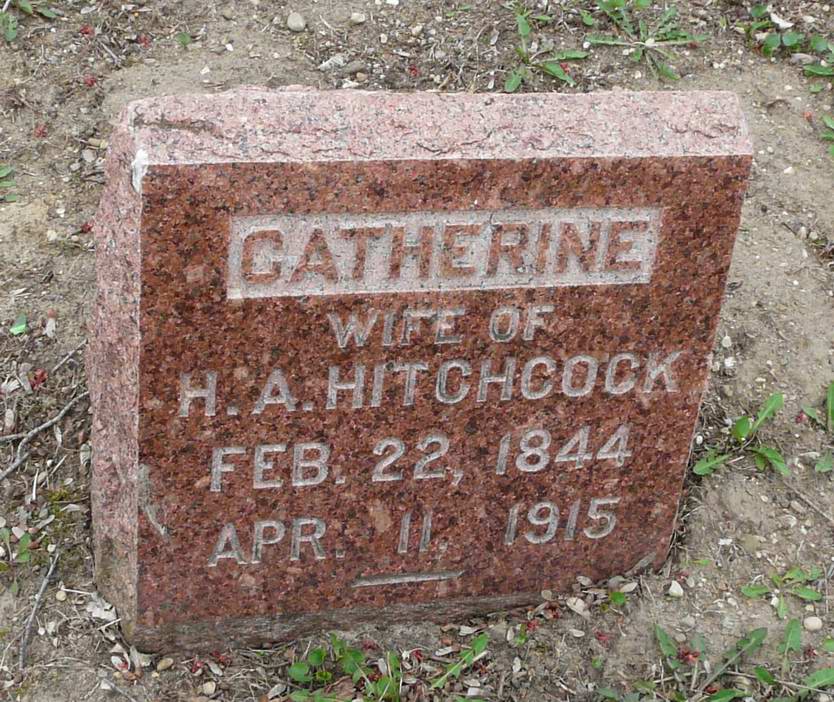 CATHERINE
WIFE OF
H. A. HITCHCOCK
FEB. 22, 1844
APR. 11, 1915